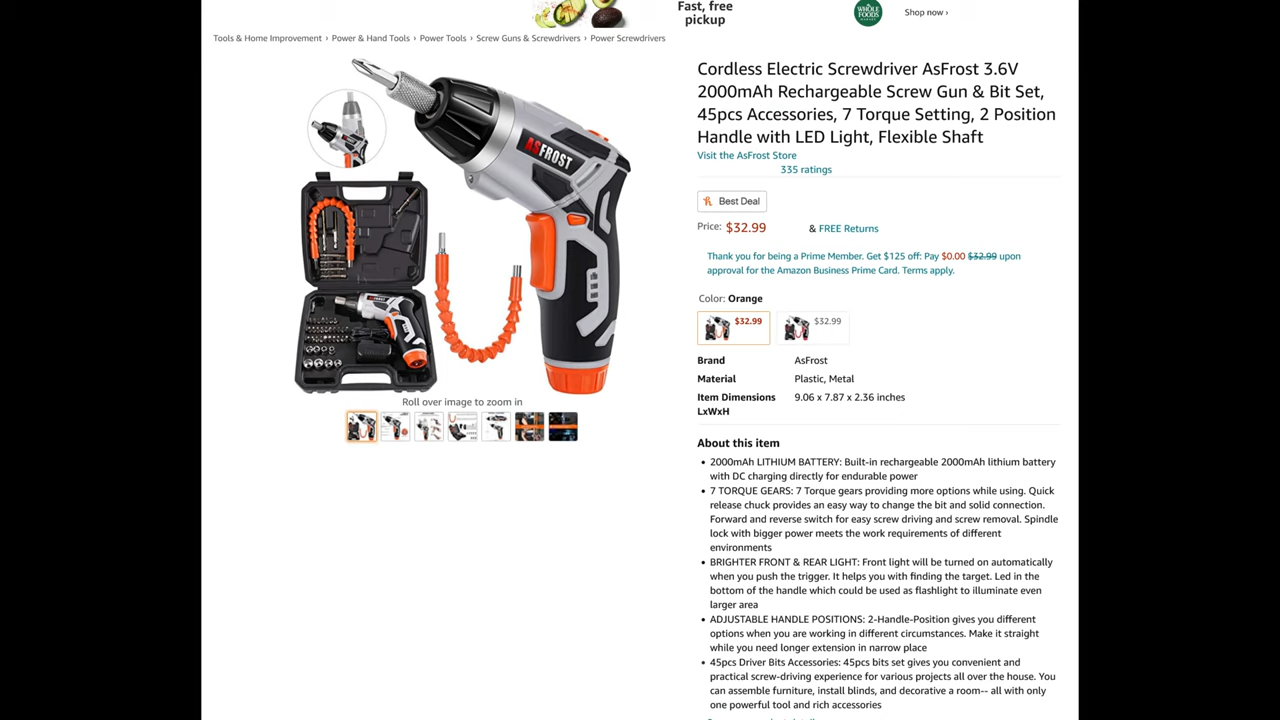 Fast, free
pickup
WHOLE
FOODS
Shop now ›
Tools & Home Improvement › Power & Hand Tools › Power Tools › Screw Guns & Screwdrivers › Power Screwdrivers
Cordless Electric Screwdriver AsFrost 3.6V
2000mAh Rechargeable Screw Gun & Bit Set,
45pcs Accessories, 7 Torque Setting, 2 Position
Handle with LED Light, Flexible Shaft
Visit the AsFrost Store
335 ratings
ASFROST
Best Deal
Price: $32.99 & FREE Returns
Thank you for being a Prime Member. Get $125 off: Pay $0.00 $32.99 upon
approval for the Amazon Business Prime Card. Terms apply.
Color: Orange
$32.99 $32.99
Brand AsFrost
Material Plastic, Metal
Item Dimensions 9.06 x 7.87 x 2.36 inches
LxWxH
Roll over image to zoom in
About this item
• 2000mAh LITHIUM BATTERY: Built-in rechargeable 2000mAh lithium battery
with DC charging directly for endurable power
• 7 TORQUE GEARS: 7 Torque gears providing more options while using. Quick
release chuck provides an easy way to change the bit and solid connection.
Forward and reverse switch for easy screw driving and screw removal. Spindle
lock with bigger power meets the work requirements of different
environments
• BRIGHTER FRONT & REAR LIGHT: Front light will be turned on automatically
when you push the trigger. It helps you with finding the target. Led in the
bottom of the handle which could be used as flashlight to illuminate even
larger area
• ADJUSTABLE HANDLE POSITIONS: 2-Handle-Position gives you different
options when you are working in different circumstances. Make it straight
while you need longer extension in narrow place
• 45pcs Driver Bits Accessories: 45pcs bits set gives you convenient and
practical screw-driving experience for various projects all over the house. You
can assemble furniture, install blinds, and decorative a room-- all with only
one powerful tool and rich accessories